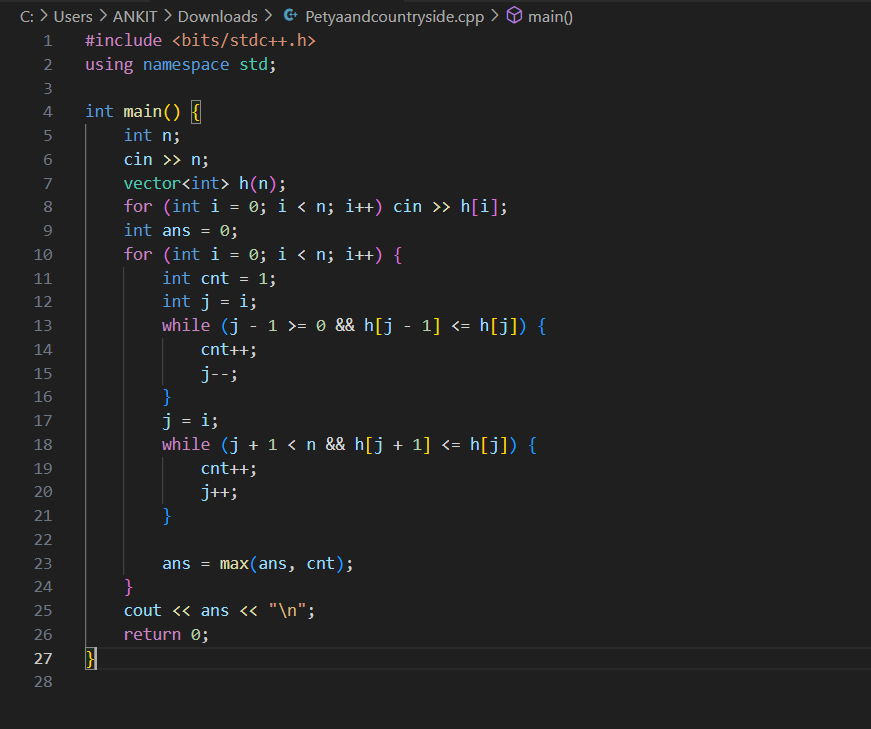 C: > Users > ANKIT > Downloads > Petyaandcountryside.cpp > main()
1 #include <bits/stdc++.h>
2 using namespace std;
3
4 int main() {
5     int n;
6     cin >> n;
7     vector<int> h(n);
8     for (int i = 0; i < n; i++) cin >> h[i];
9     int ans = 0;
10     for (int i = 0; i < n; i++) {
11         int cnt = 1;
12         int j = i;
13         while (j - 1 >= 0 && h[j - 1] <= h[j]) {
14             cnt++;
15             j--;
16         }
17         j = i;
18         while (j + 1 < n && h[j + 1] <= h[j]) {
19             cnt++;
20             j++;
21         }
22
23         ans = max(ans, cnt);
24     }
25     cout << ans << "\n";
26     return 0;
27 }
28